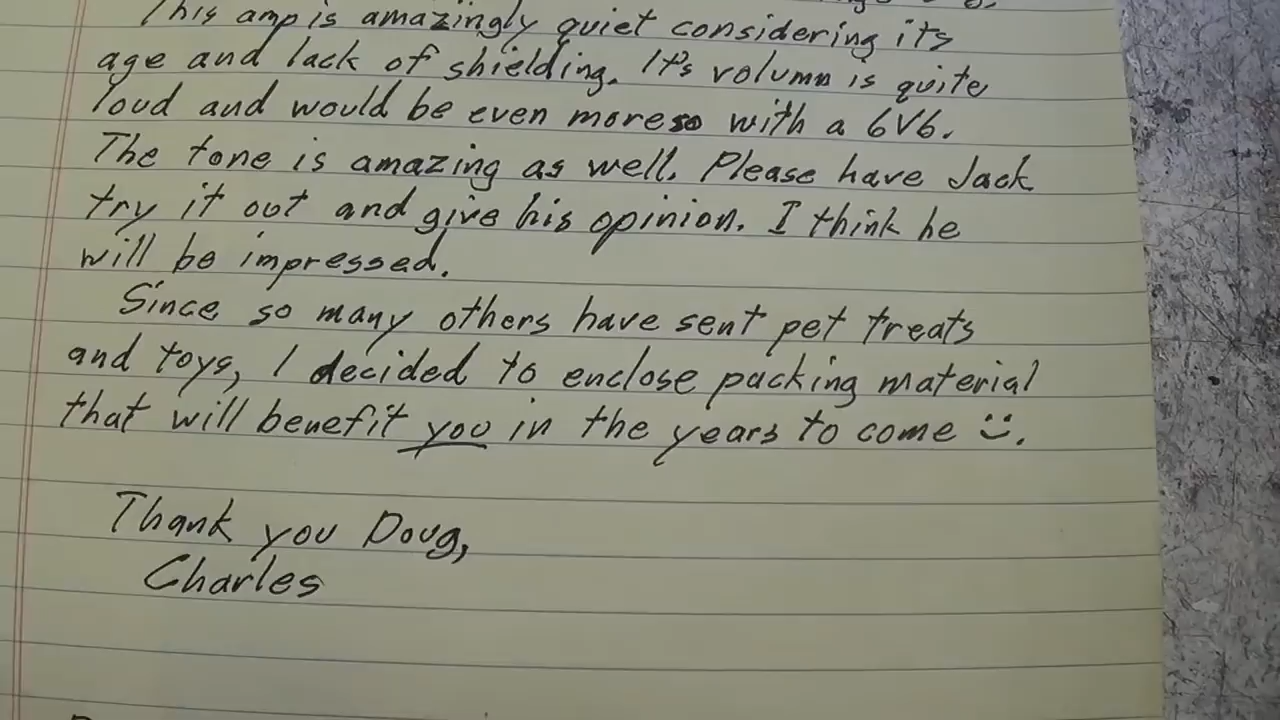 This amp is amazingly quiet considering its
age and lack of shielding. It's volumn is quite
loud and would be even more so with a 6V6.
The tone is amazing as well. Please have Jack
try it out and give his opinion. I think he
will be impressed.
Since so many others have sent pet treats
and toys, I decided to enclose packing material
that will benefit you in the years to come :-).
Thank you Doug,
Charles